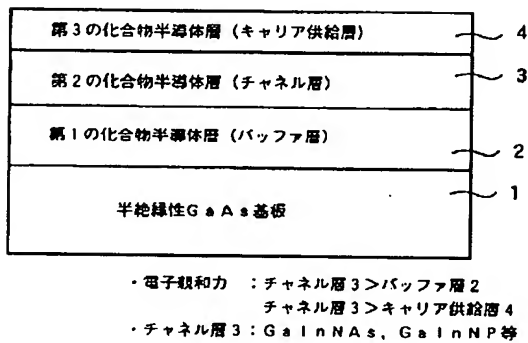 第3の化合物半導体層(キャリア供給層) 4
第2の化合物半導体層(チャネル層) 3
第1の化合物半導体層(バッファ層) 2
半絶縁性GaAs基板 1
・電子親和力 :チャネル層3>バッファ層2
チャネル層3>キャリア供給層4
・チャネル層3:GaInNAs, GaInNP等